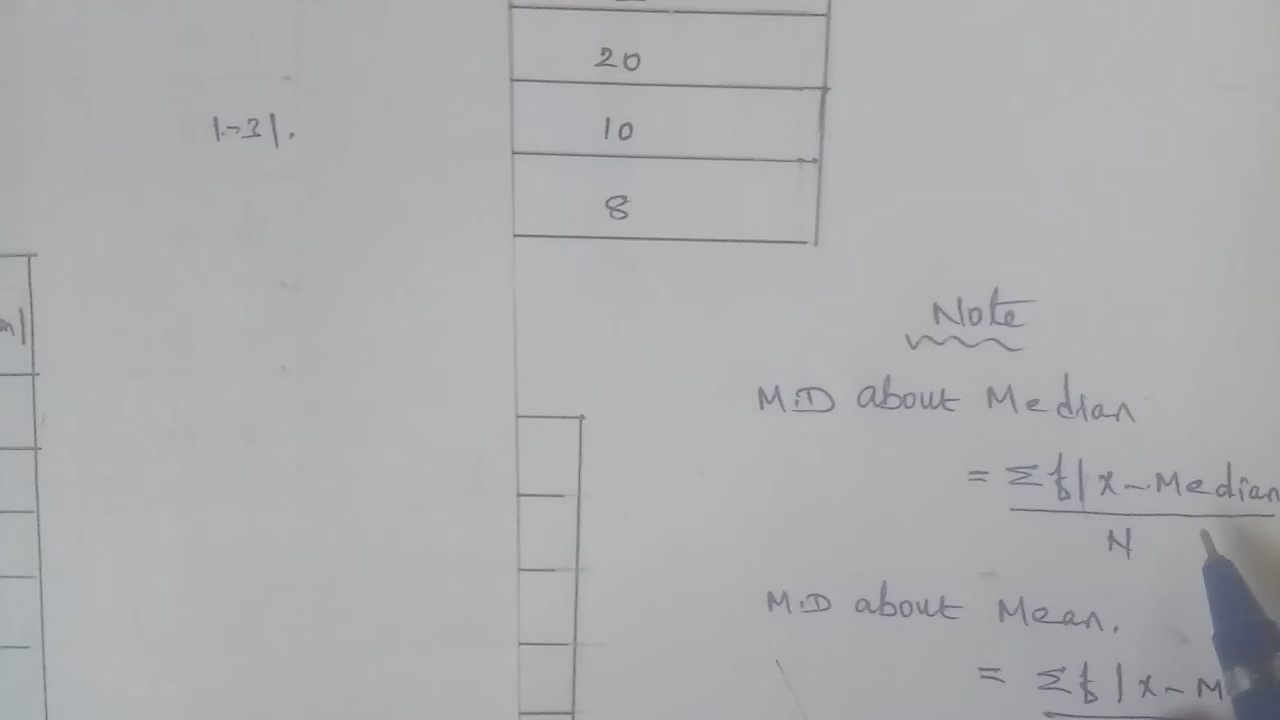 20
|-3|.
10
8
Note
M.D about Median
= Σf|x-Median
N
M.D about Mean.
= Σf|x-M